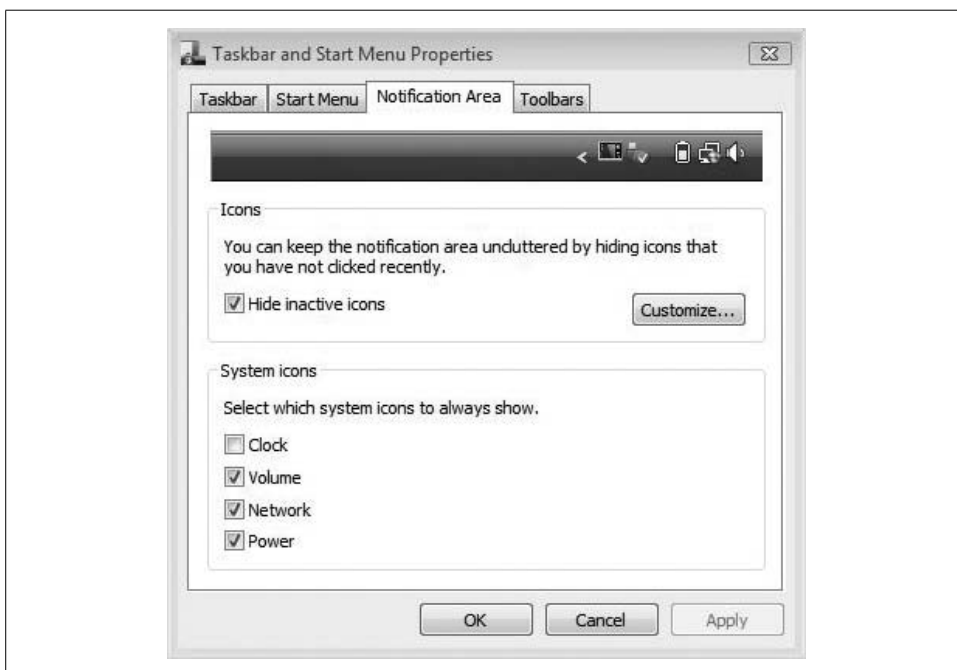 Taskbar and Start Menu Properties
Taskbar
Start Menu
Notification Area
Toolbars
Icons
You can keep the notification area uncluttered by hiding icons that
you have not clicked recently.
Hide inactive icons
Customize...
System icons
Select which system icons to always show.
Clock
Volume
Network
Power
OK
Cancel
Apply